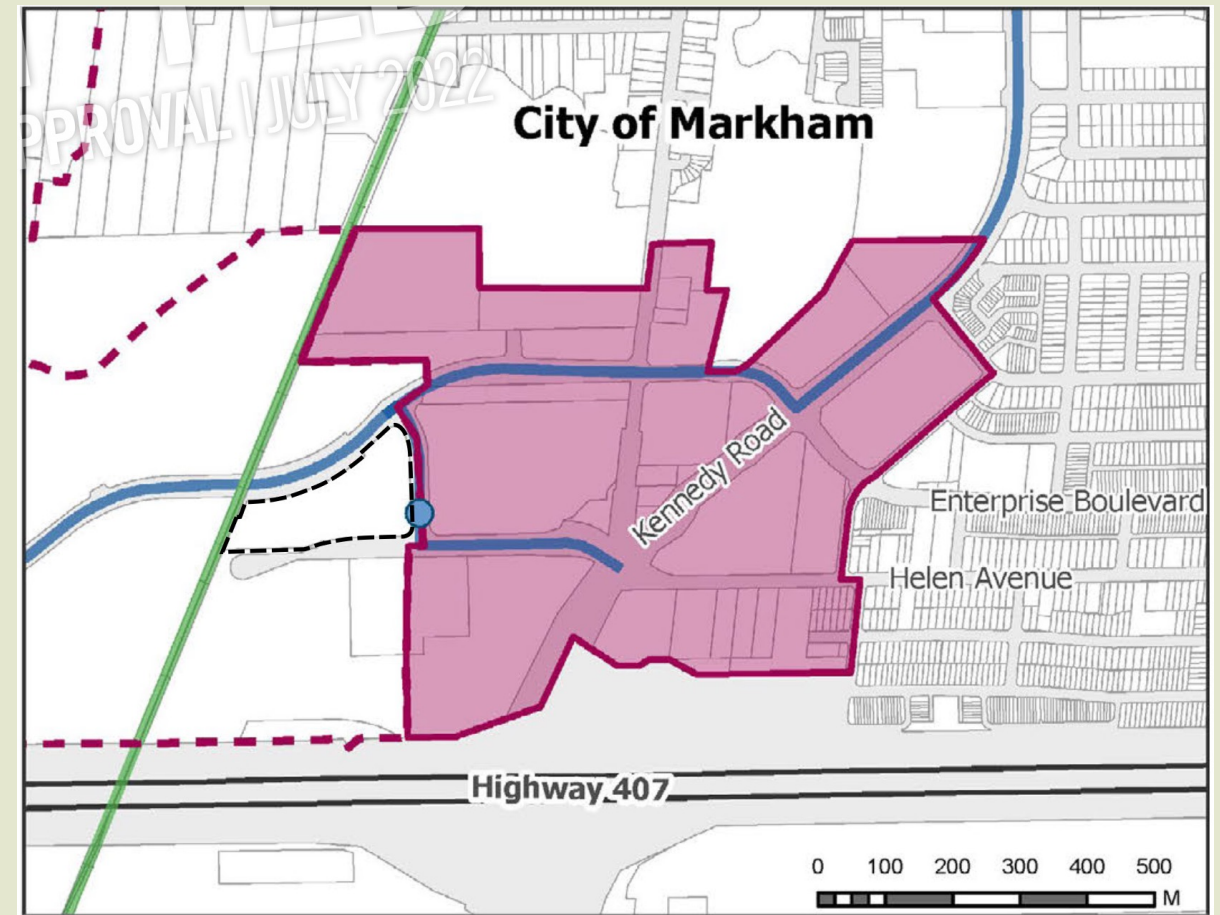 APPROVAL | JULY 2022
City of Markham
Kennedy Road
Enterprise Boulevard
Helen Avenue
Highway 407
0 100 200 300 400 500
M